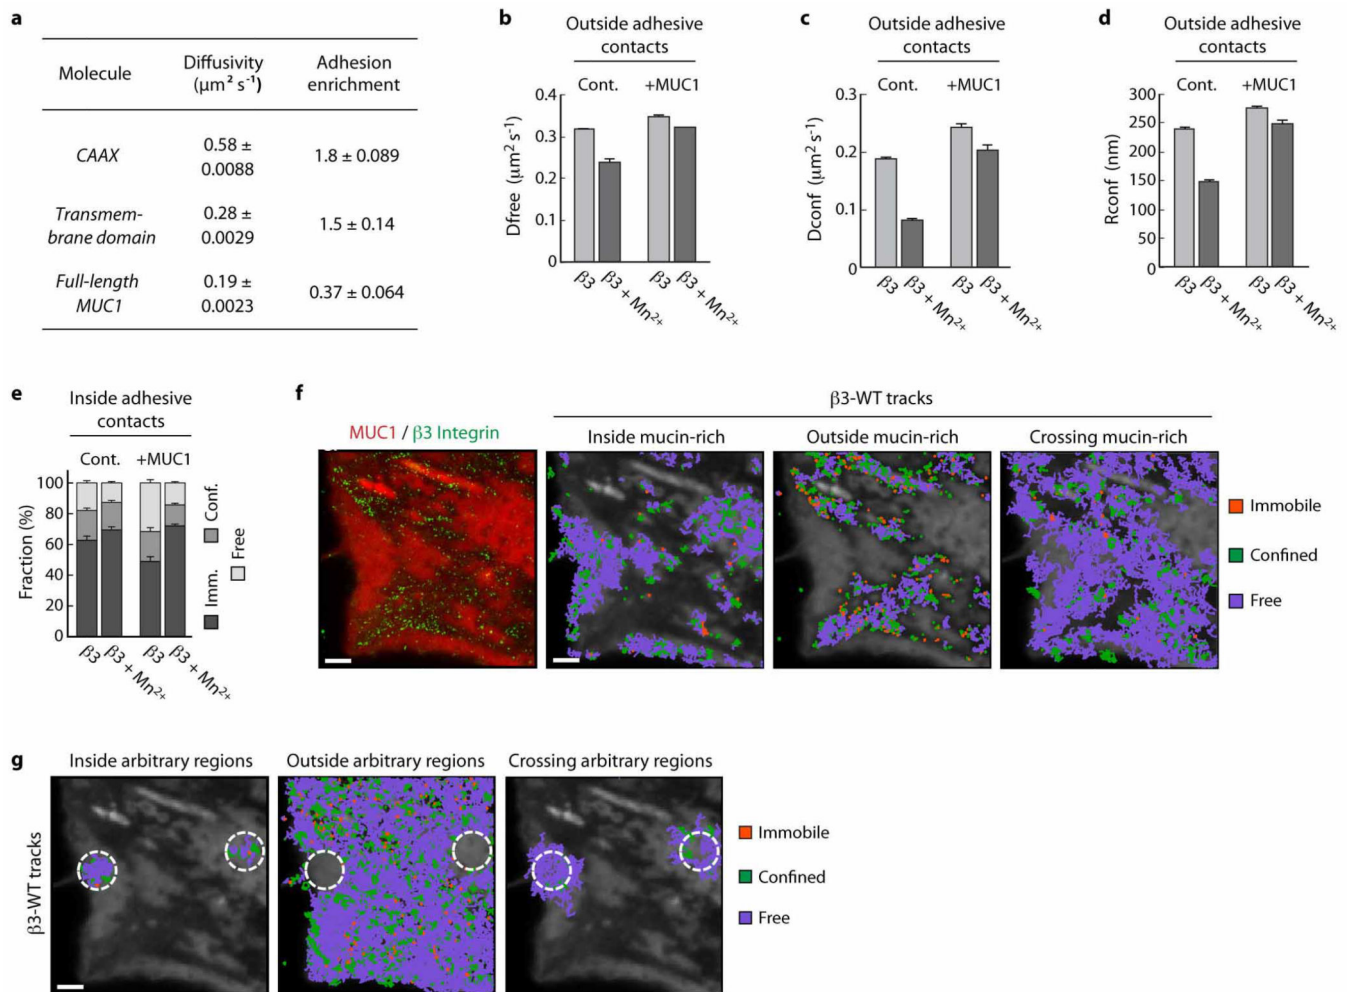 a
Molecule
Diffusivity
(µm² s⁻¹)
Adhesion
enrichment
CAAX
0.58 ±
0.0088
1.8 ± 0.089
Transmem-
brane domain
0.28 ±
0.0029
1.5 ± 0.14
Full-length
MUC1
0.19 ±
0.0023
0.37 ± 0.064
b
Outside adhesive
contacts
Cont. +MUC1
Dfree (µm² s⁻¹)
0.4
0.3
0.2
0.1
0
β3
β3 + Mn²⁺
β3
β3 + Mn²⁺
c
Outside adhesive
contacts
Cont. +MUC1
Dconf (µm² s⁻¹)
0.3
0.2
0.1
0
β3
β3 + Mn²⁺
β3
β3 + Mn²⁺
d
Outside adhesive
contacts
Cont. +MUC1
Rconf (nm)
300
250
200
150
100
50
0
β3
β3 + Mn²⁺
β3
β3 + Mn²⁺
e
Inside adhesive
contacts
Cont. +MUC1
Fraction (%)
100
80
60
40
20
0
β3
β3 + Mn²⁺
β3
β3 + Mn²⁺
Imm.
Conf.
Free
f
β3-WT tracks
MUC1 / β3 Integrin
Inside mucin-rich
Outside mucin-rich
Crossing mucin-rich
Immobile
Confined
Free
g
Inside arbitrary regions
Outside arbitrary regions
Crossing arbitrary regions
β3-WT tracks
Immobile
Confined
Free